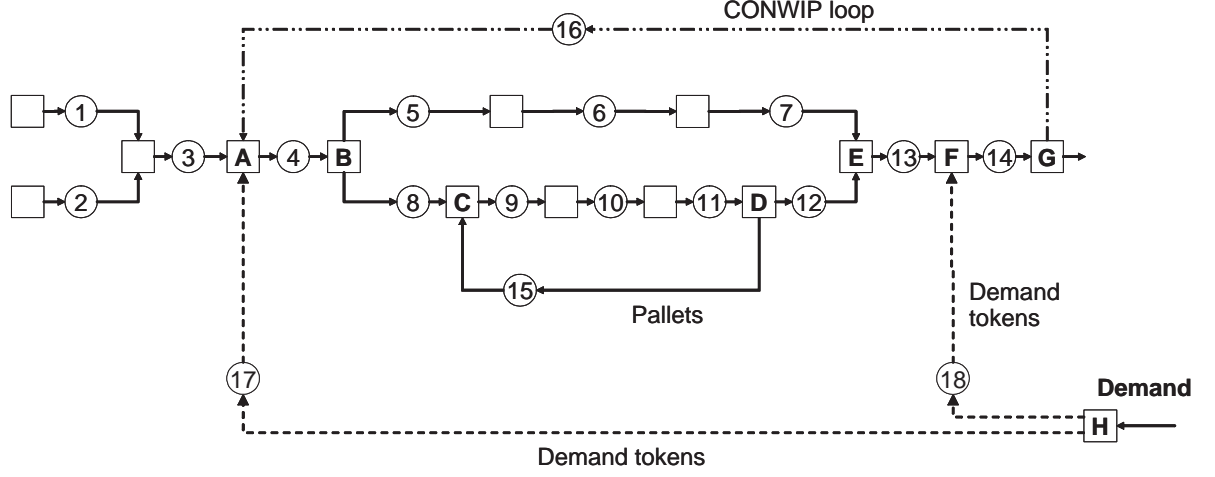 CONWIP loop
16
1
5
6
7
3
A
4
B
E
13
F
14
G
2
8
C
9
10
11
D
12
15
Pallets
Demand
tokens
17
18
Demand
H
Demand tokens